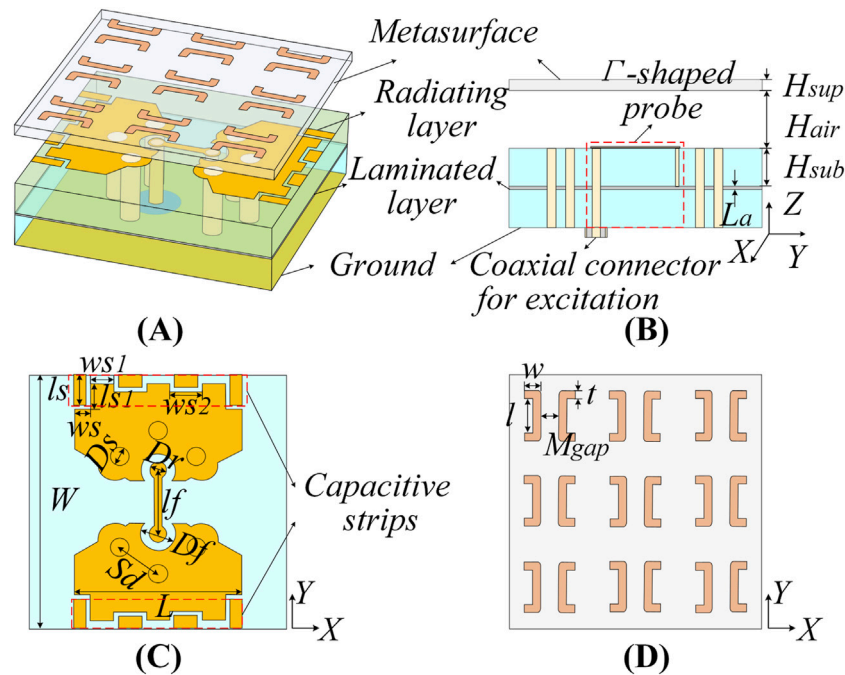 Metasurface
Radiating
layer
Laminated
layer
Ground
(A)
Γ-shaped
probe
Hsup
Hair
Hsub
La
Z
X
Y
Coaxial connector
for excitation
(B)
ws1
ls
ls1
ws2
ws
Ds
Dr
W
lf
Df
Sd
L
Capacitive
strips
Y
X
(C)
w
t
l
Mgap
Y
X
(D)